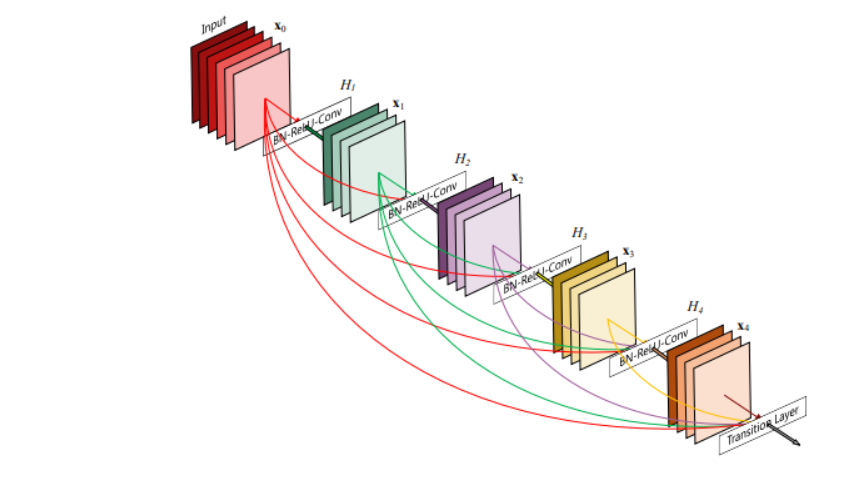 Input
x0
H1
BN-ReLU-Conv
x1
H2
BN-ReLU-Conv
x2
H3
BN-ReLU-Conv
x3
H4
BN-ReLU-Conv
x4
Transition Layer